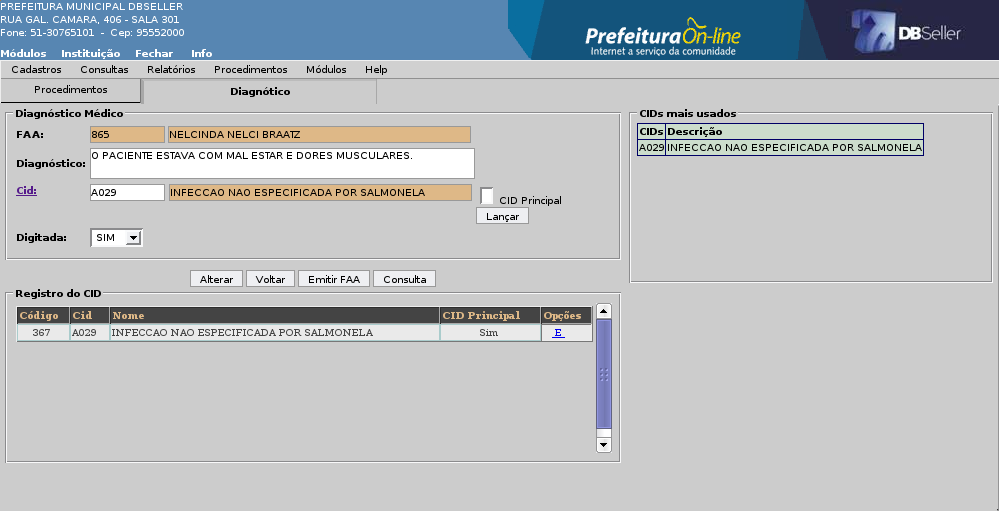 PREFEITURA MUNICIPAL DBSELLER
RUA GAL. CAMARA, 406 - SALA 301
Fone: 51-30765101 - Cep: 95552000
Prefeitura On-line
Internet a serviço da comunidade
DBSeller
Módulos Instituição Fechar Info
Cadastros Consultas Relatórios Procedimentos Módulos Help
Procedimentos Diagnótico
Diagnóstico Médico
FAA: 865 NELCINDA NELCI BRAATZ
Diagnóstico: O PACIENTE ESTAVA COM MAL ESTAR E DORES MUSCULARES.
Cid: A029 INFECCAO NAO ESPECIFICADA POR SALMONELA CID Principal
Lançar
Digitada: SIM
CIDs mais usados
CIDs Descrição
A029 INFECCAO NAO ESPECIFICADA POR SALMONELA
Alterar Voltar Emitir FAA Consulta
Registro do CID
Código Cid Nome CID Principal Opções
367 A029 INFECCAO NAO ESPECIFICADA POR SALMONELA Sim E